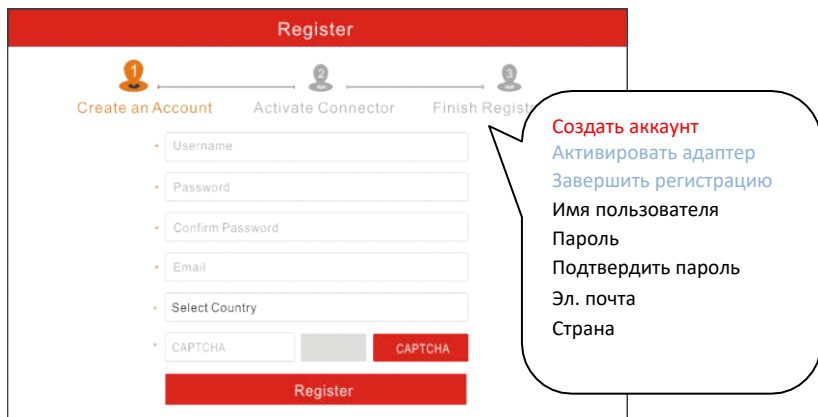 Register
1 2 3
Create an Account Activate Connector Finish Regist
Username
Password
Confirm Password
Email
Select Country
CAPTCHA CAPTCHA
Register
Создать аккаунт
Активировать адаптер
Завершить регистрацию
Имя пользователя
Пароль
Подтвердить пароль
Эл. почта
Страна